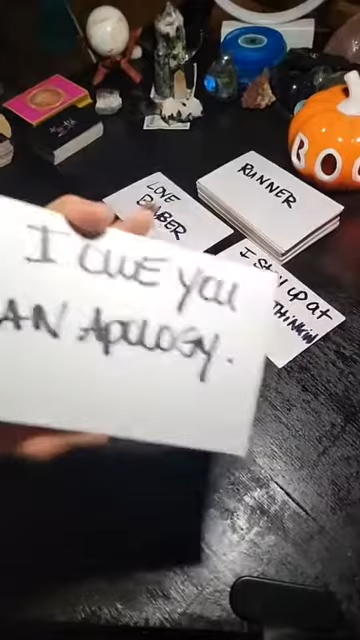 I OWE YOU
AN APOLOGY.
LOVE
BOMBER
RUNNER
I STAY UP AT
THINKIN
BOO